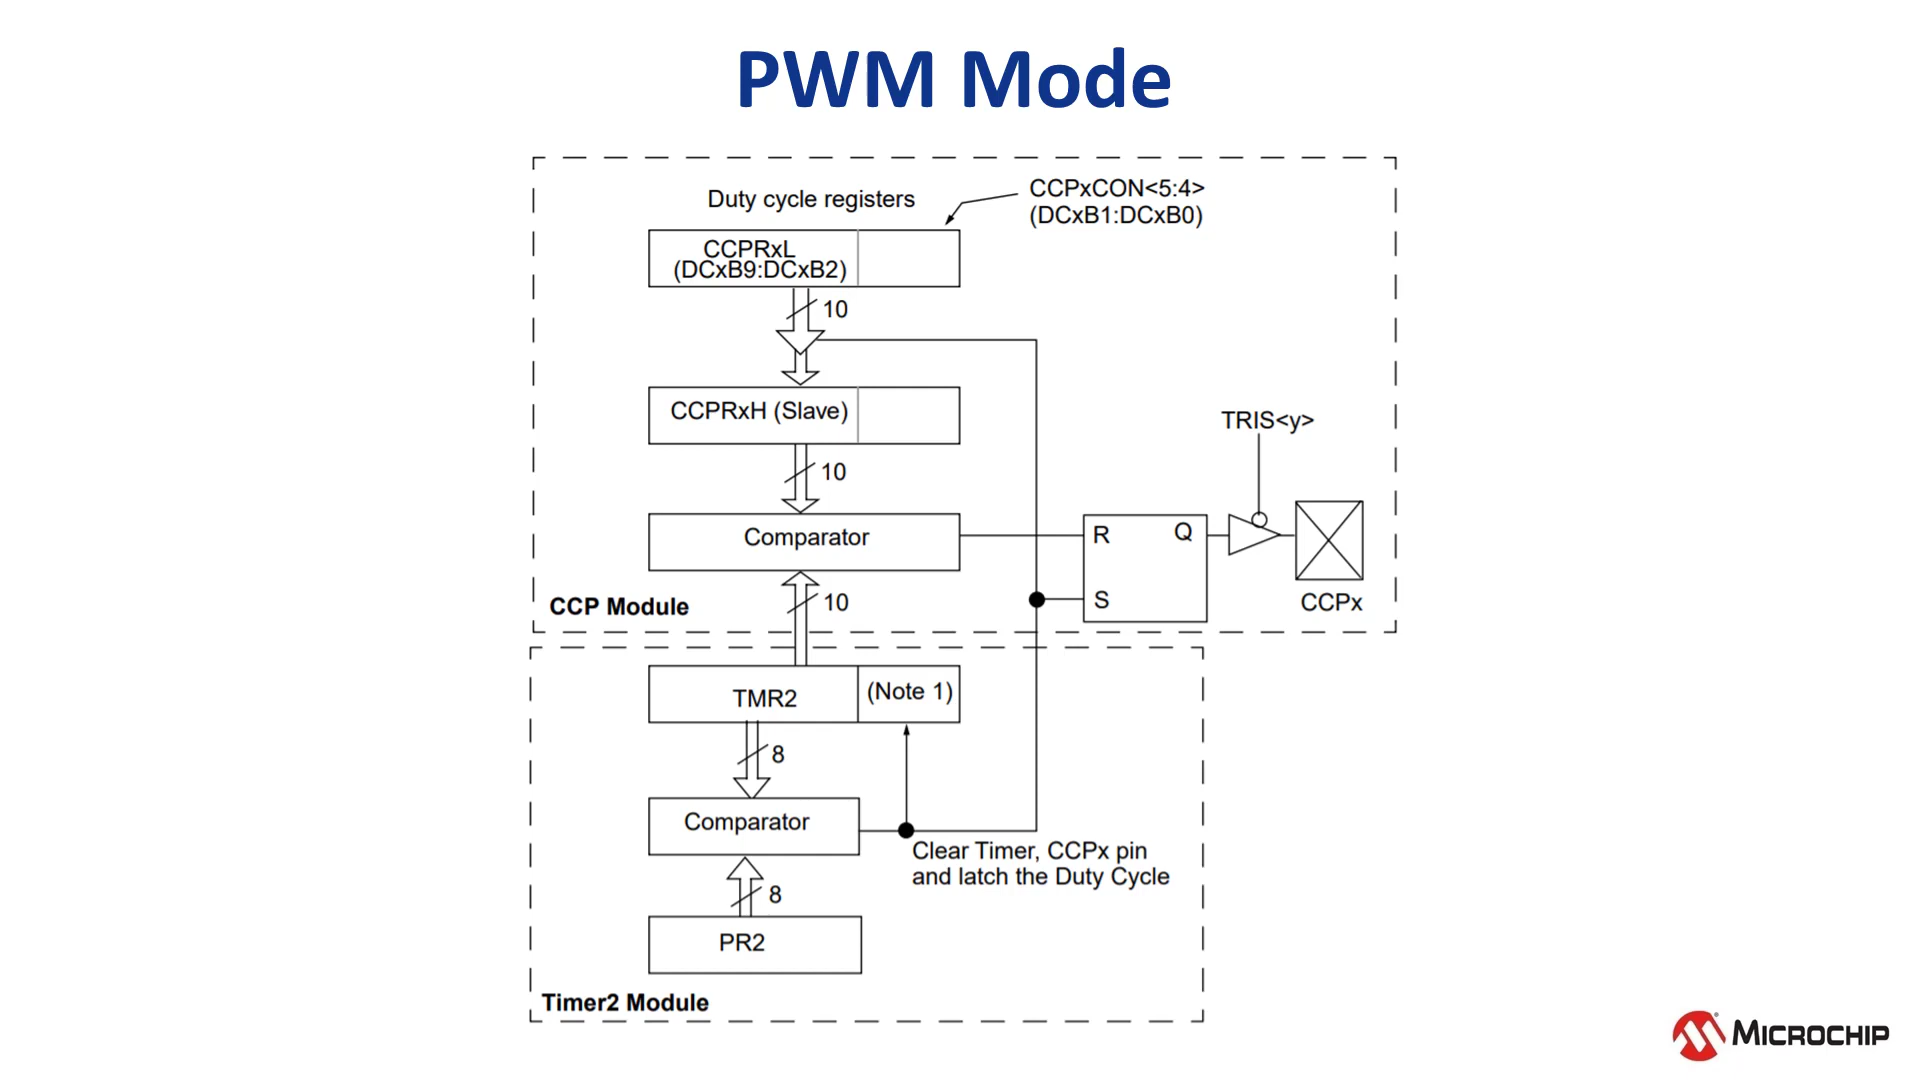 PWM Mode
Duty cycle registers
CCPxCON<5:4>
(DCxB1:DCxB0)
CCPRxL
(DCxB9:DCxB2)
10
CCPRxH (Slave)
10
TRIS<y>
Comparator
R
Q
S
CCPx
10
CCP Module
TMR2
(Note 1)
8
Comparator
Clear Timer, CCPx pin
and latch the Duty Cycle
8
PR2
Timer2 Module
MICROCHIP